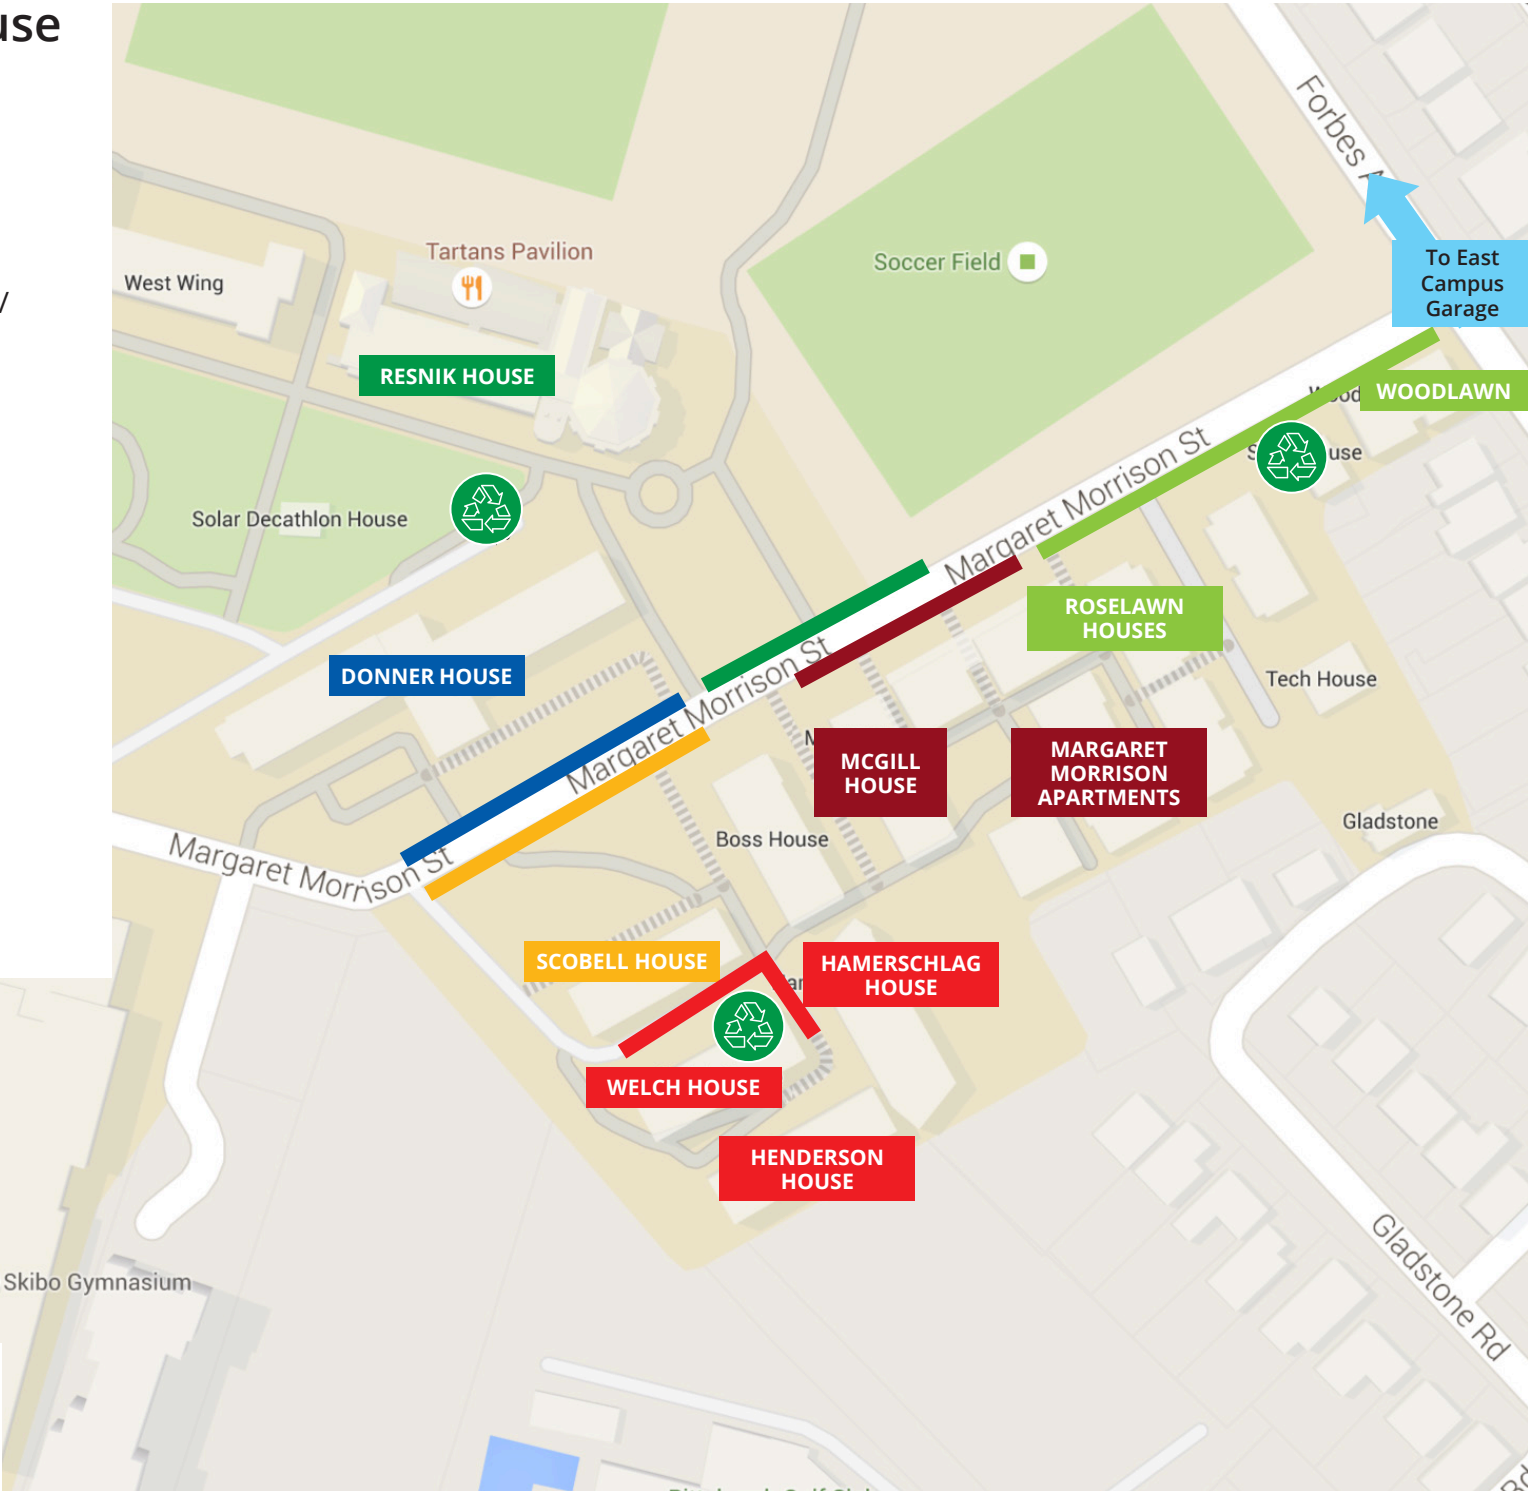 use
/
Forbes
To East
Campus
Garage
Tartans Pavilion
Soccer Field
West Wing
RESNIK HOUSE
WOODLAWN
use
Margaret Morrison St
Solar Decathlon House
ROSELAWN
HOUSES
DONNER HOUSE
Margaret Morrison St
Tech House
MCGILL
HOUSE
MARGARET
MORRISON
APARTMENTS
Boss House
Gladstone
Margaret Morrison St
SCOBELL HOUSE
HAMERSCHLAG
HOUSE
WELCH HOUSE
HENDERSON
HOUSE
Skibo Gymnasium
Gladstone Rd